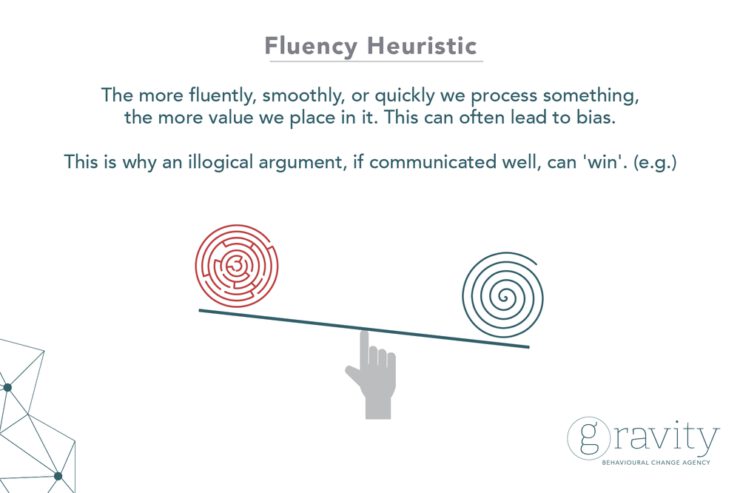 Fluency Heuristic
The more fluently, smoothly, or quickly we process something,
the more value we place in it. This can often lead to bias.
This is why an illogical argument, if communicated well, can 'win'. (e.g.)
gravity
BEHAVIOURAL CHANGE AGENCY